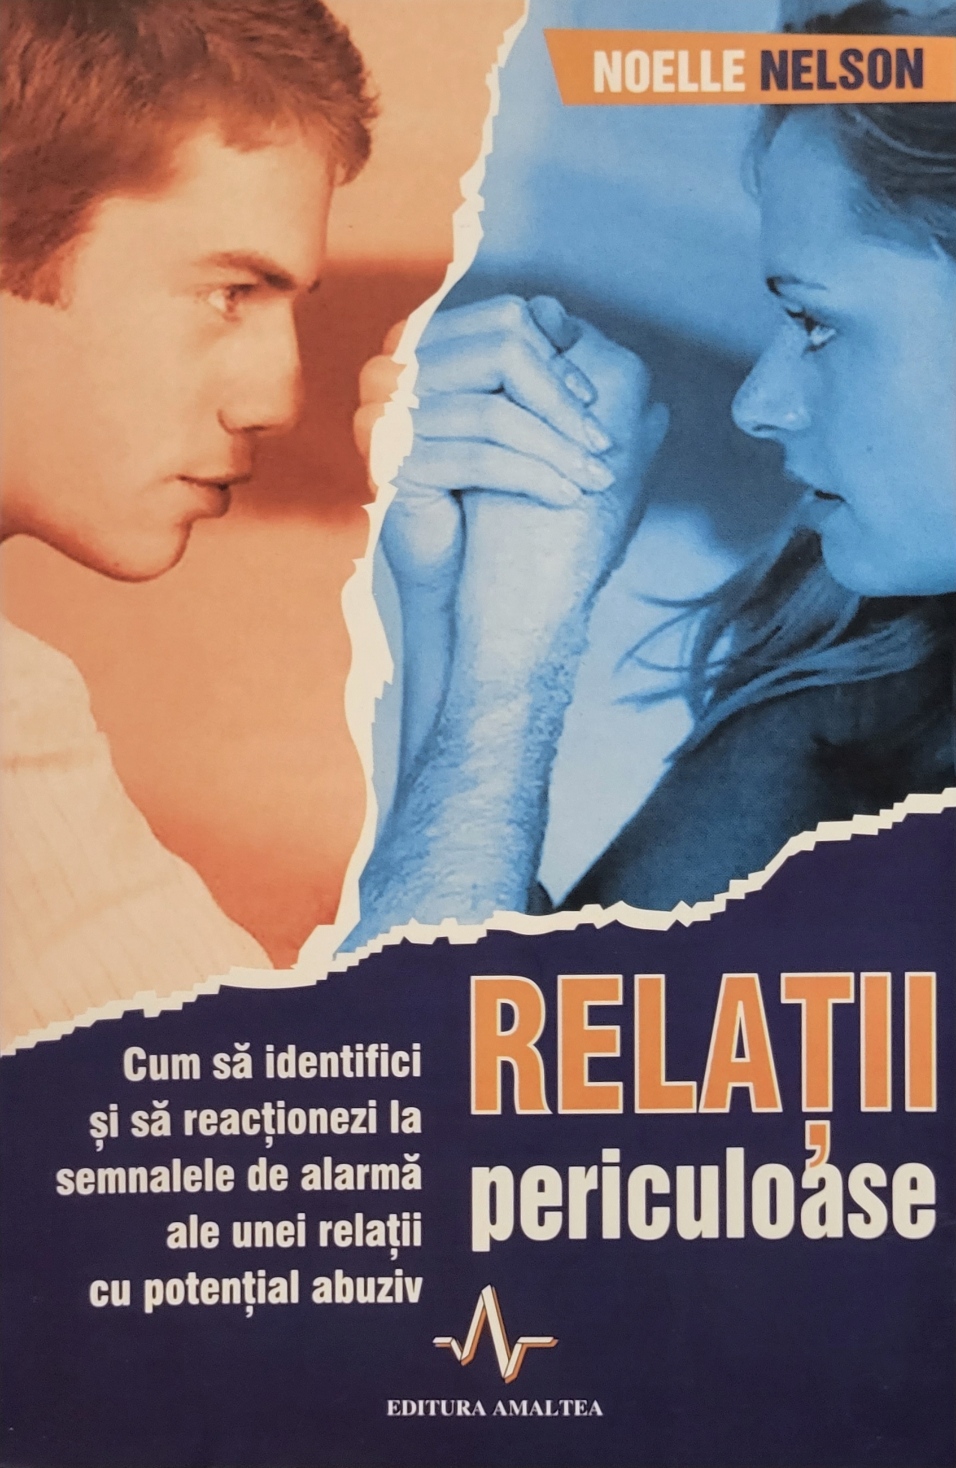 NOELLE NELSON
RELAȚII
periculoase
Cum să identifici
și să reacționezi la
semnalele de alarmă
ale unei relații
cu potențial abuziv
EDITURA AMALTEA